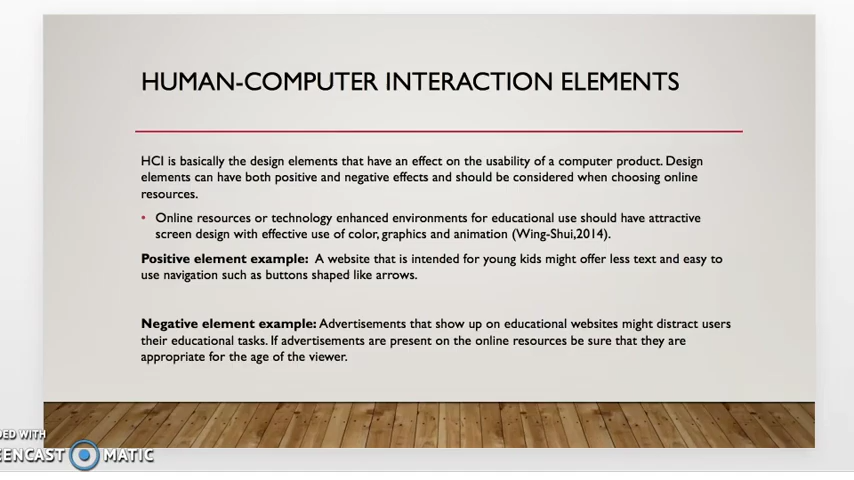 HUMAN-COMPUTER INTERACTION ELEMENTS
HCI is basically the design elements that have an effect on the usability of a computer product. Design
elements can have both positive and negative effects and should be considered when choosing online
resources.
• Online resources or technology enhanced environments for educational use should have attractive
screen design with effective use of color, graphics and animation (Wing-Shui,2014).
Positive element example: A website that is intended for young kids might offer less text and easy to
use navigation such as buttons shaped like arrows.
Negative element example: Advertisements that show up on educational websites might distract users
their educational tasks. If advertisements are present on the online resources be sure that they are
appropriate for the age of the viewer.
DED WITH
EENCAST MATIC